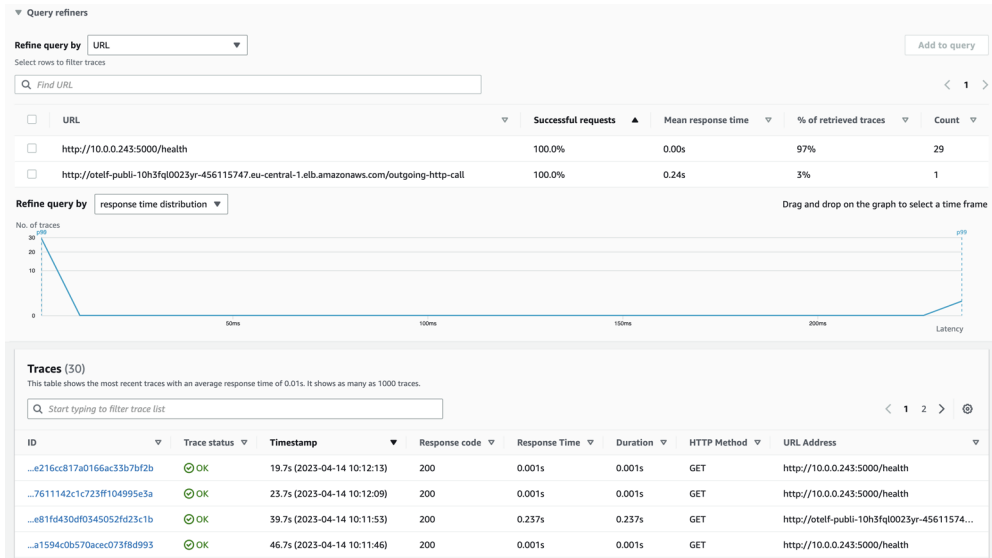 Query refiners
Refine query by URL
Add to query
Select rows to filter traces
Find URL
1
URL Successful requests Mean response time % of retrieved traces Count
http://10.0.0.243:5000/health 100.0% 0.00s 97% 29
http://otelf-publi-10h3fql0023yr-456115747.eu-central-1.elb.amazonaws.com/outgoing-http-call 100.0% 0.24s 3% 1
Refine query by response time distribution Drag and drop on the graph to select a time frame
No. of traces
p90 p99
30
20
10
0
50ms 100ms 150ms 200ms
Latency
Traces (30)
This table shows the most recent traces with an average response time of 0.01s. It shows as many as 1000 traces.
Start typing to filter trace list
1 2
ID Trace status Timestamp Response code Response Time Duration HTTP Method URL Address
...e216cc817a0166ac33b7bf2b OK 19.7s (2023-04-14 10:12:13) 200 0.001s 0.001s GET http://10.0.0.243:5000/health
...7611142c1c723ff104995e3a OK 23.7s (2023-04-14 10:12:09) 200 0.001s 0.001s GET http://10.0.0.243:5000/health
...e81fd430df0345052fd23c1b OK 39.7s (2023-04-14 10:11:53) 200 0.237s 0.237s GET http://otelf-publi-10h3fql0023yr-45611574...
...a1594c0b570acec073f8d993 OK 46.7s (2023-04-14 10:11:46) 200 0.001s 0.001s GET http://10.0.0.243:5000/health